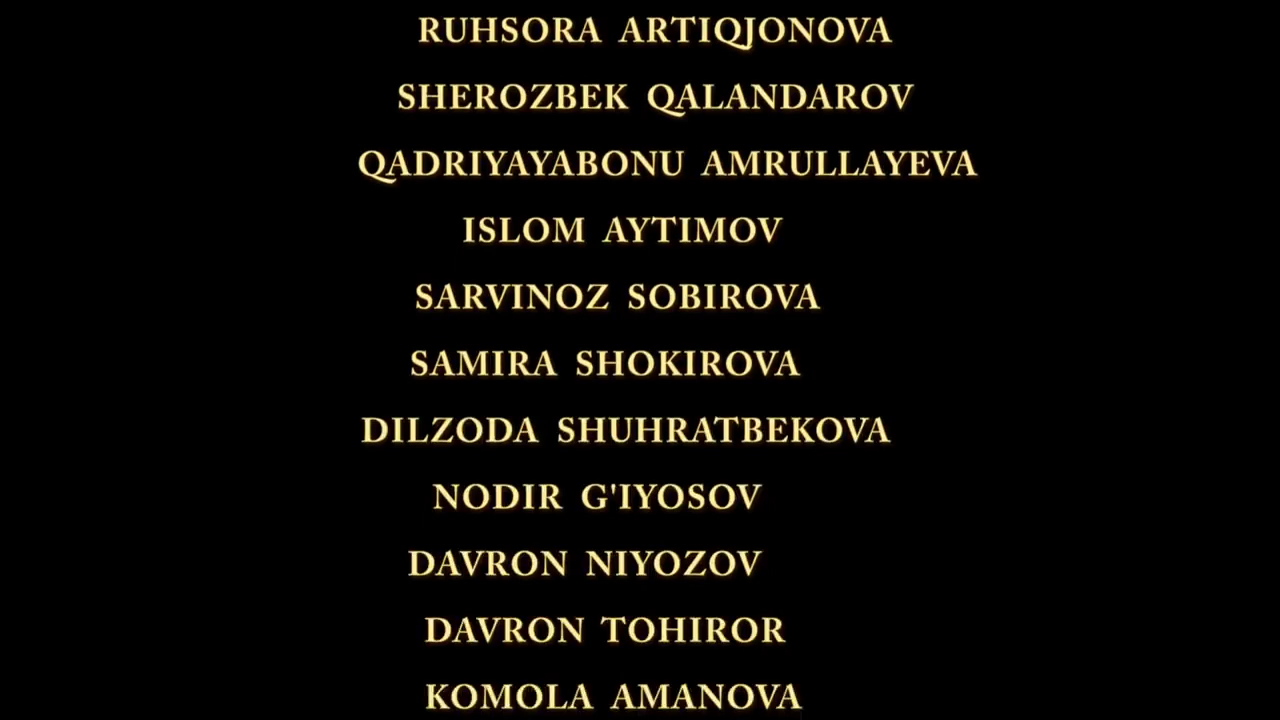 RUHSORA ARTIQJONOVA
SHEROZBEK QALANDAROV
QADRIYAYABONU AMRULLAYEVA
ISLOM AYTIMOV
SARVINOZ SOBIROVA
SAMIRA SHOKIROVA
DILZODA SHUHRATBEKOVA
NODIR G'IYOSOV
DAVRON NIYOZOV
DAVRON TOHIROR
KOMOLA AMANOVA